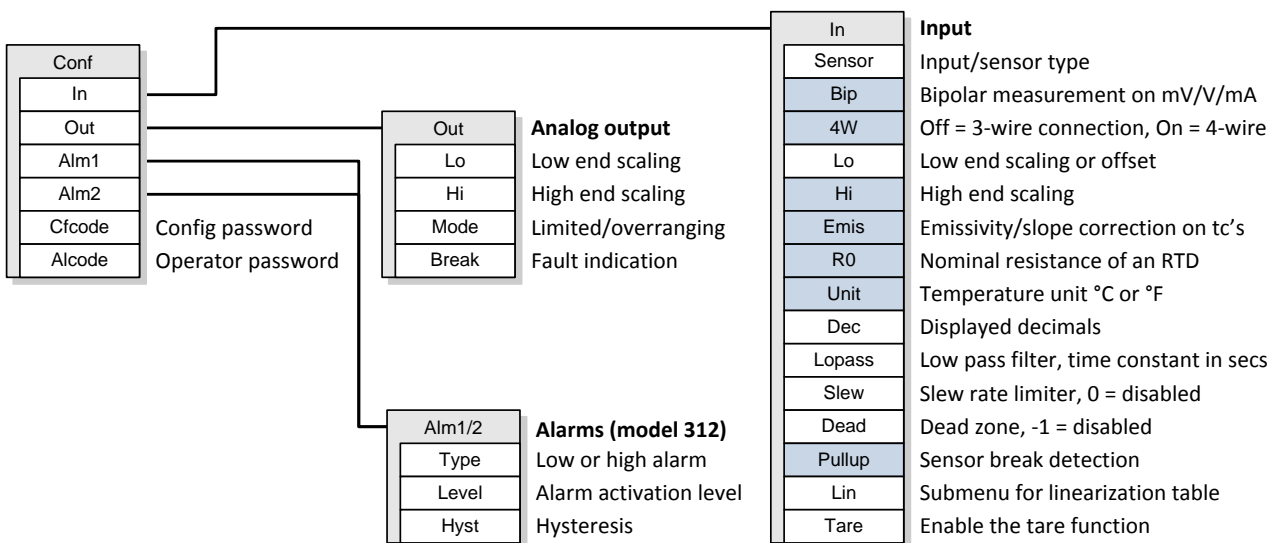 Conf
In
Out
Alm1
Alm2
Cfcode Config password
Alcode Operator password
Out Analog output
Lo Low end scaling
Hi High end scaling
Mode Limited/overranging
Break Fault indication
Alm1/2 Alarms (model 312)
Type Low or high alarm
Level Alarm activation level
Hyst Hysteresis
In Input
Sensor Input/sensor type
Bip Bipolar measurement on mV/V/mA
4W Off = 3-wire connection, On = 4-wire
Lo Low end scaling or offset
Hi High end scaling
Emis Emissivity/slope correction on tc's
R0 Nominal resistance of an RTD
Unit Temperature unit °C or °F
Dec Displayed decimals
Lopass Low pass filter, time constant in secs
Slew Slew rate limiter, 0 = disabled
Dead Dead zone, -1 = disabled
Pullup Sensor break detection
Lin Submenu for linearization table
Tare Enable the tare function